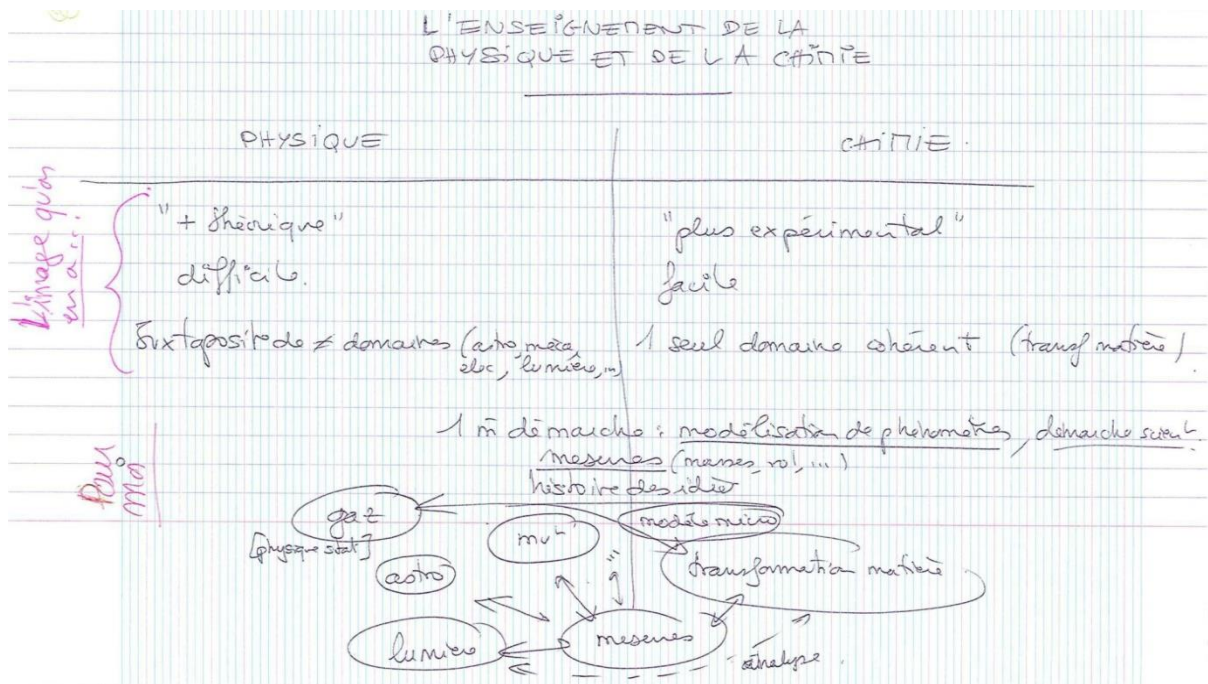 L'ENSEIGNEMENT DE LA
PHYSIQUE ET DE LA CHIMIE
PHYSIQUE
CHIMIE.
L'image qu'on
en a...
"+ théorique"
"plus expérimental"
difficile.
facile
Juxtaposit° de ≠ domaines (astro, méca,
élec, lumière, ...)
1 seul domaine cohérent (transf matière).
Pour
moi
1 m̂ démarche : modélisation de phénomènes, démarche scient.
mesures (masses, vol, ...)
histoire des idées
gaz
modèle micro
[physique stat]
mvt
transformation matière
astro
...
lumière
mesures
analyse.